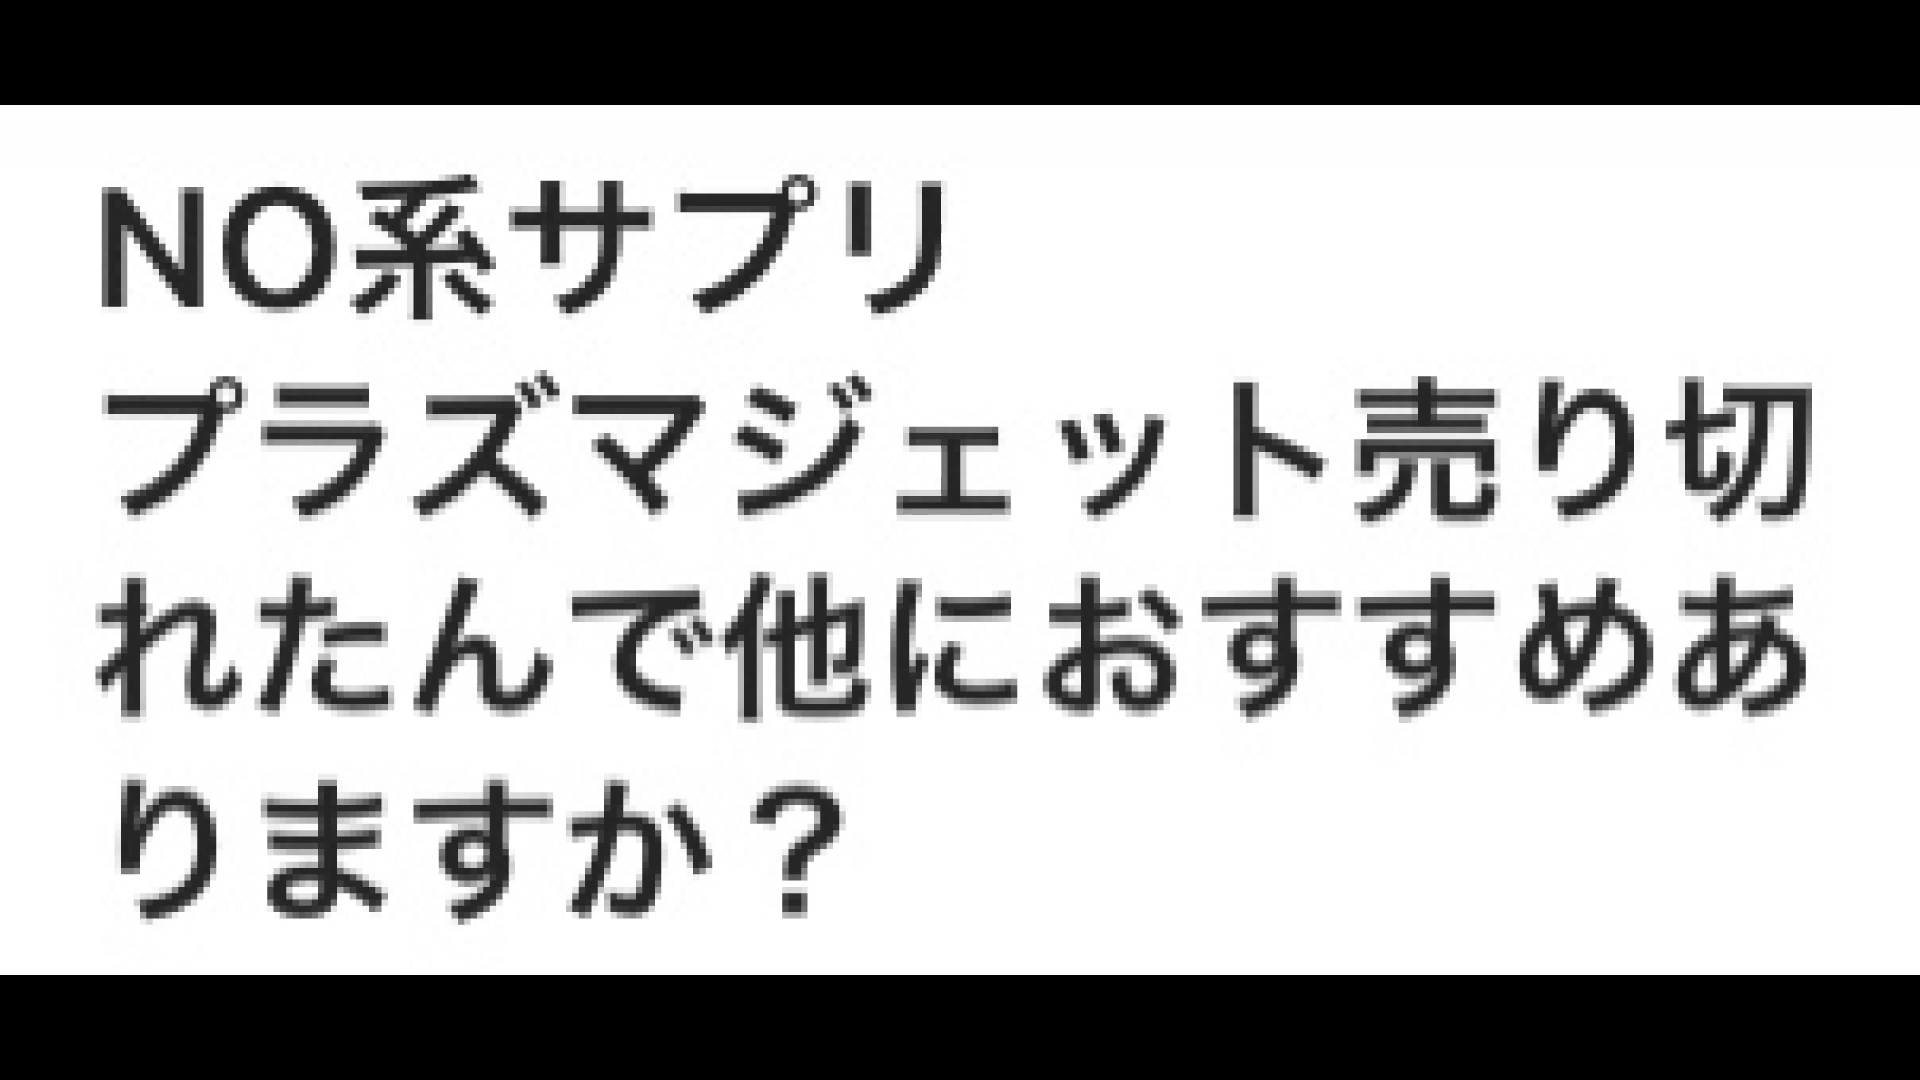 NO系サプリ
プラズマジェット売り切
れたんで他におすすめあ
りますか？